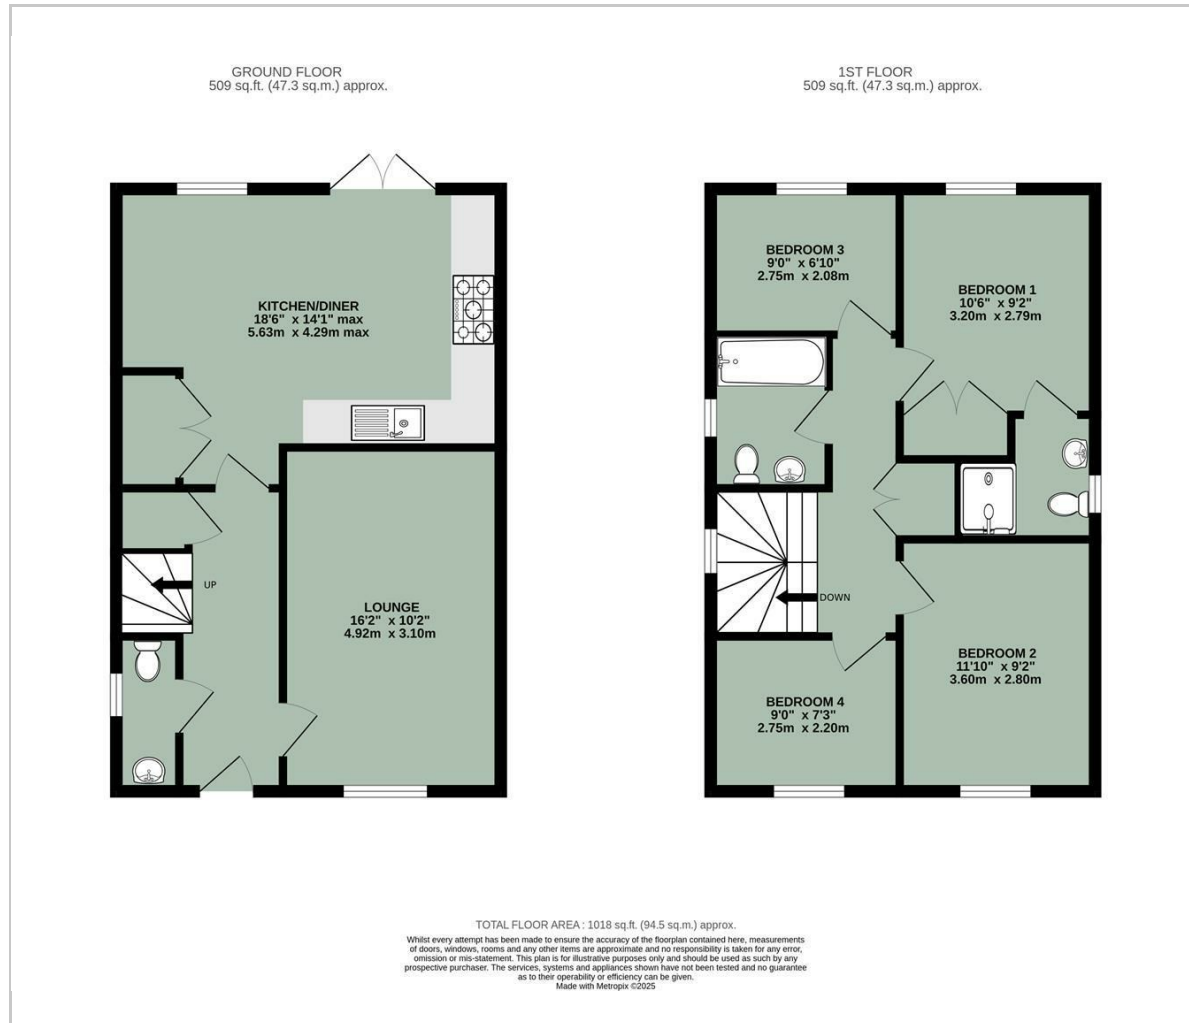 GROUND FLOOR
509 sq.ft. (47.3 sq.m.) approx.
1ST FLOOR
509 sq.ft. (47.3 sq.m.) approx.
KITCHEN/DINER
18'6" x 14'1" max
5.63m x 4.29m max
UP
LOUNGE
16'2" x 10'2"
4.92m x 3.10m
BEDROOM 3
9'0" x 6'10"
2.75m x 2.08m
BEDROOM 1
10'6" x 9'2"
3.20m x 2.79m
DOWN
BEDROOM 2
11'10" x 9'2"
3.60m x 2.80m
BEDROOM 4
9'0" x 7'3"
2.75m x 2.20m
TOTAL FLOOR AREA : 1018 sq.ft. (94.5 sq.m.) approx.
Whilst every attempt has been made to ensure the accuracy of the floorplan contained here, measurements
of doors, windows, rooms and any other items are approximate and no responsibility is taken for any error,
omission or mis-statement. This plan is for illustrative purposes only and should be used as such by any
prospective purchaser. The services, systems and appliances shown have not been tested and no guarantee
as to their operability or efficiency can be given.
Made with Metropix ©2025